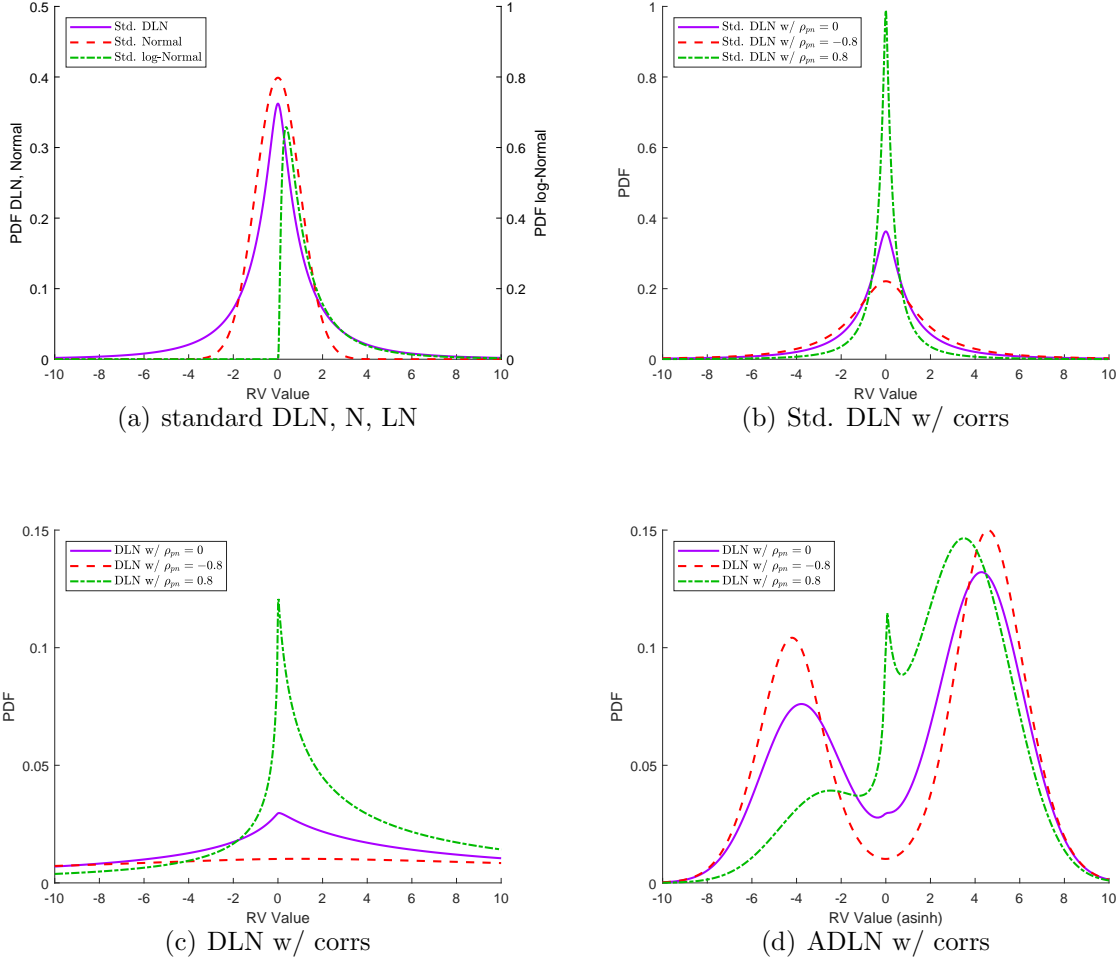 Std. DLN
Std. Normal
Std. log-Normal
PDF DLN, Normal
PDF log-Normal
0 0.1 0.2 0.3 0.4 0.5
0 0.2 0.4 0.6 0.8 1
-10 -8 -6 -4 -2 0 2 4 6 8 10
RV Value
(a) standard DLN, N, LN
Std. DLN w/ ρpn = 0
Std. DLN w/ ρpn = −0.8
Std. DLN w/ ρpn = 0.8
PDF
0 0.2 0.4 0.6 0.8 1
-10 -8 -6 -4 -2 0 2 4 6 8 10
RV Value
(b) Std. DLN w/ corrs
DLN w/ ρpn = 0
DLN w/ ρpn = −0.8
DLN w/ ρpn = 0.8
PDF
0 0.05 0.1 0.15
-10 -8 -6 -4 -2 0 2 4 6 8 10
RV Value
(c) DLN w/ corrs
DLN w/ ρpn = 0
DLN w/ ρpn = −0.8
DLN w/ ρpn = 0.8
PDF
0 0.05 0.1 0.15
-10 -8 -6 -4 -2 0 2 4 6 8 10
RV Value (asinh)
(d) ADLN w/ corrs